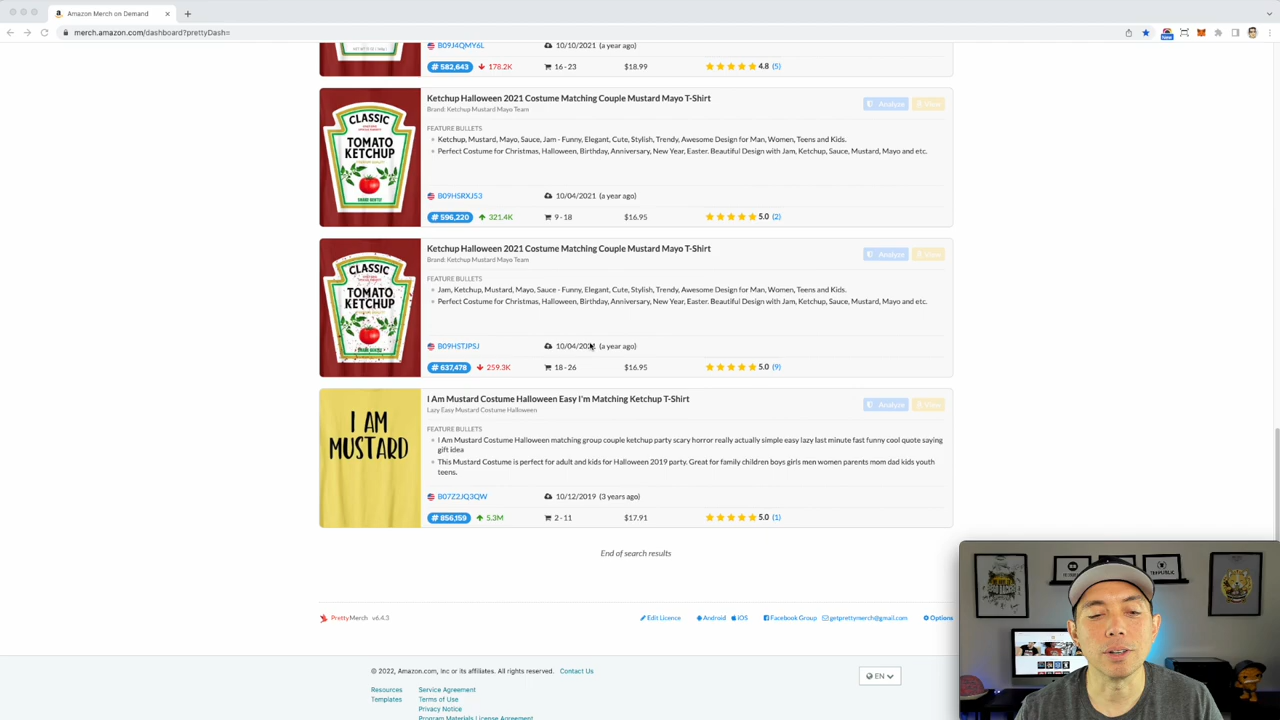 Amazon Merch on Demand
merch.amazon.com/dashboard?prettyDash=
New
B09J4QMY6L
10/10/2021 (a year ago)
# 582,643 178.2K 16 - 23 $18.99 4.8 (5)
Ketchup Halloween 2021 Costume Matching Couple Mustard Mayo T-Shirt
Analyze View
Brand: Ketchup Mustard Mayo Team
FEATURE BULLETS
Ketchup, Mustard, Mayo, Sauce, Jam - Funny, Elegant, Cute, Stylish, Trendy, Awesome Design for Man, Women, Teens and Kids.
Perfect Costume for Christmas, Halloween, Birthday, Anniversary, New Year, Easter. Beautiful Design with Jam, Ketchup, Sauce, Mustard, Mayo and etc.
CLASSIC
TOMATO
KETCHUP
B09HSRXJS3 10/04/2021 (a year ago)
# 596,220 321.4K 9 - 18 $16.95 5.0 (2)
Ketchup Halloween 2021 Costume Matching Couple Mustard Mayo T-Shirt
Analyze View
Brand: Ketchup Mustard Mayo Team
FEATURE BULLETS
Jam, Ketchup, Mustard, Mayo, Sauce - Funny, Elegant, Cute, Stylish, Trendy, Awesome Design for Man, Women, Teens and Kids.
Perfect Costume for Christmas, Halloween, Birthday, Anniversary, New Year, Easter. Beautiful Design with Jam, Ketchup, Sauce, Mustard, Mayo and etc.
CLASSIC
TOMATO
KETCHUP
B09HSTJPSJ (a year ago)
# 637,478 259.3K 18 - 26 $16.95 5.0 (9)
I Am Mustard Costume Halloween Easy I'm Matching Ketchup T-Shirt
Analyze View
Lazy Easy Mustard Costume Halloween
FEATURE BULLETS
I Am Mustard Costume Halloween matching group couple ketchup party scary horror really actually simple easy lazy last minute fast funny cool quote saying
gift idea
This Mustard Costume is perfect for adult and kids for Halloween 2019 party. Great for family children boys girls men women parents mom dad kids youth
teens.
I AM
MUSTARD
B07Z2JQ3QW 10/12/2019 (3 years ago)
# 856,159 5.3M 2 - 11 $17.91 5.0 (1)
End of search results
PrettyMerch v6.4.3 Edit Licence Android iOS Facebook Group getprettymerch@gmail.com Options
© 2022, Amazon.com, Inc or its affiliates. All rights reserved. Contact Us
EN
Resources Service Agreement
Templates Terms of Use
Privacy Notice
Program Materials License Agreement